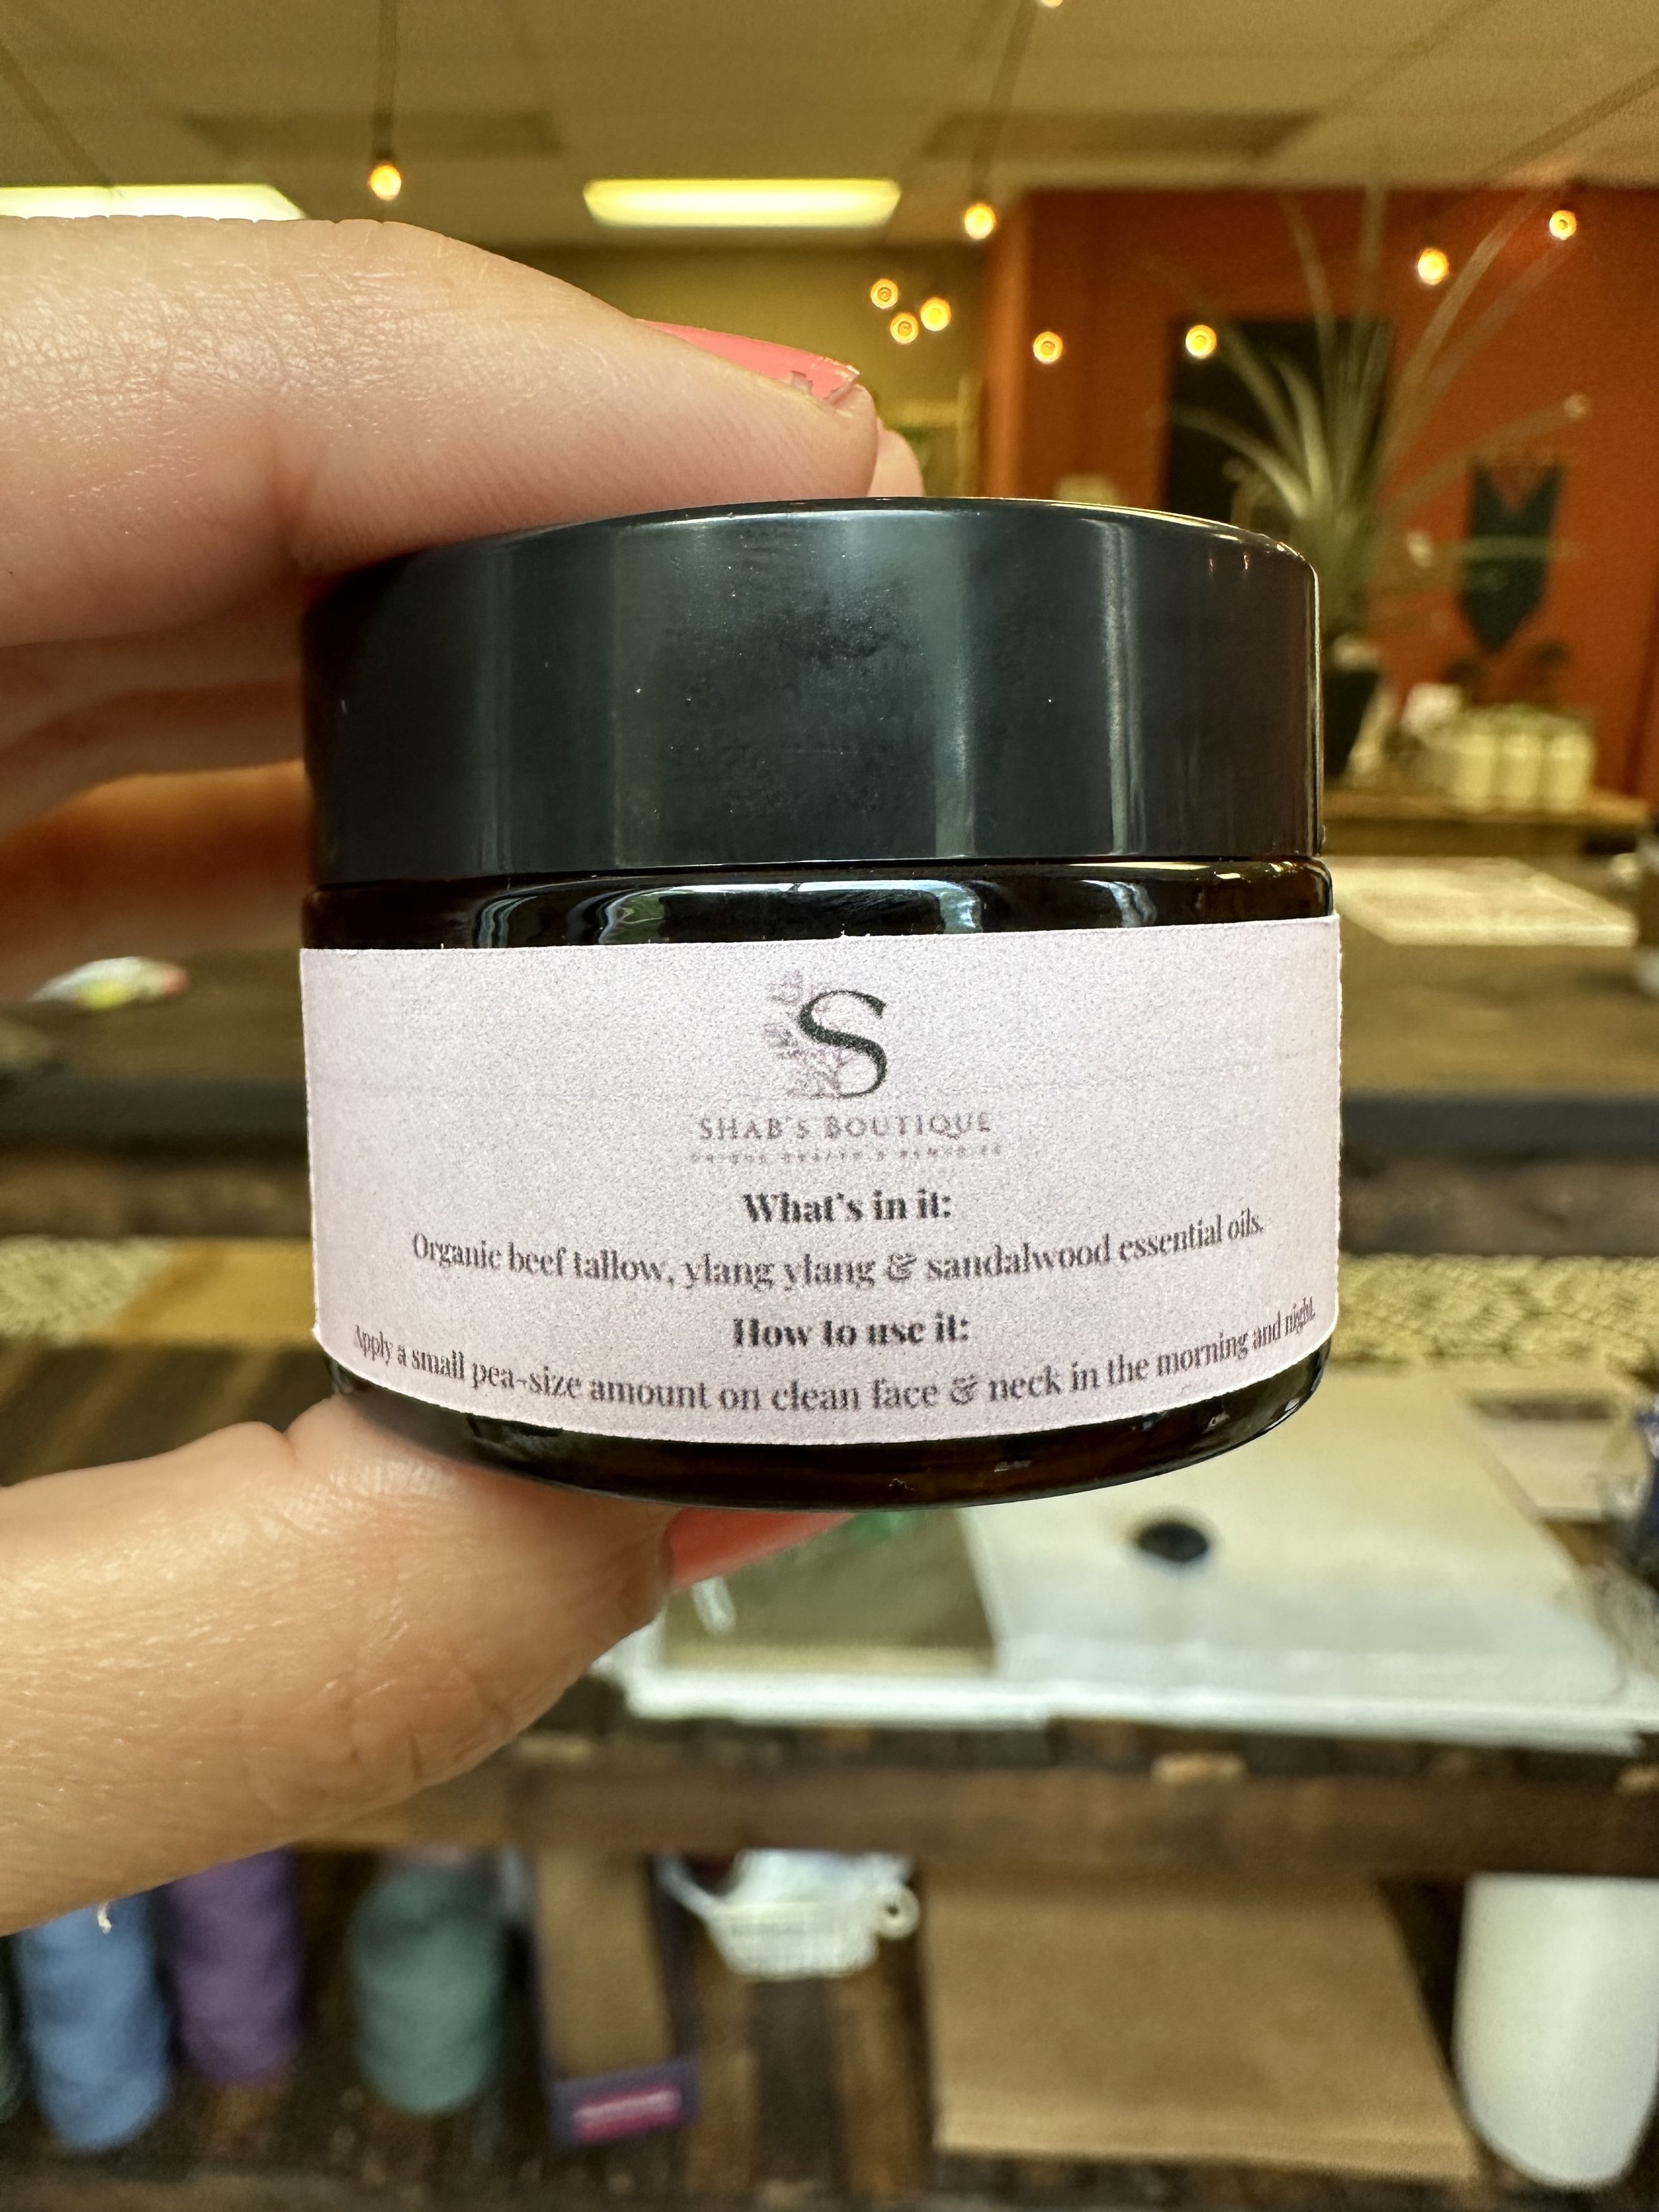 S
SHAB'S BOUTIQUE
What's in it:
Organic beef tallow, ylang ylang & sandalwood essential oils.
How to use it:
Apply a small pea-size amount on clean face & neck in the morning and night.